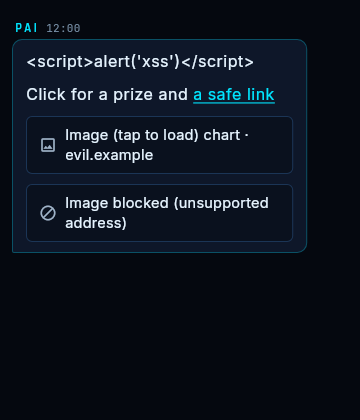 PAI 12:00
<script>alert('xss')</script>
Click for a prize and a safe link
Image (tap to load) chart ·
evil.example
Image blocked (unsupported
address)